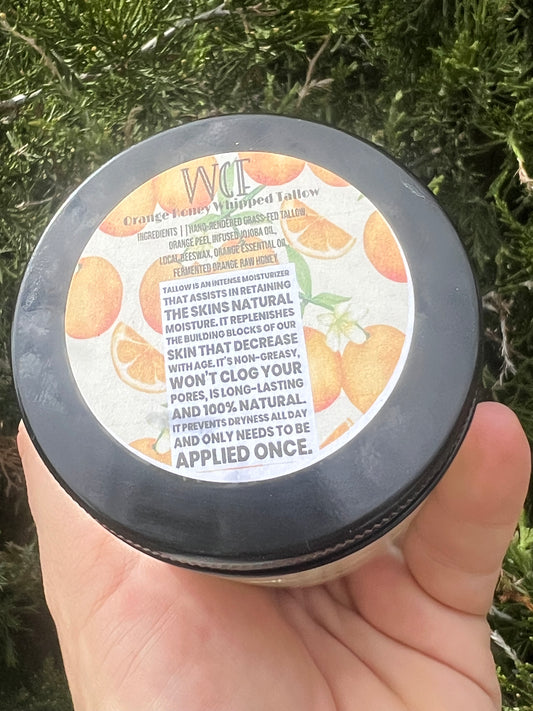 WCF
Orange Honey Whipped Tallow
INGREDIENTS | | HAND-RENDERED GRASS-FED TALLOW,
ORANGE PEEL INFUSED JOJOBA OIL,
LOCAL BEESWAX, ORANGE ESSENTIAL OIL,
FERMENTED ORANGE RAW HONEY
TALLOW IS AN INTENSE MOISTURIZER
THAT ASSISTS IN RETAINING
THE SKINS NATURAL
MOISTURE. IT REPLENISHES
THE BUILDING BLOCKS OF OUR
SKIN THAT DECREASE
WITH AGE. IT'S NON-GREASY,
WON'T CLOG YOUR
PORES, IS LONG-LASTING
AND 100% NATURAL.
IT PREVENTS DRYNESS ALL DAY
AND ONLY NEEDS TO BE
APPLIED ONCE.